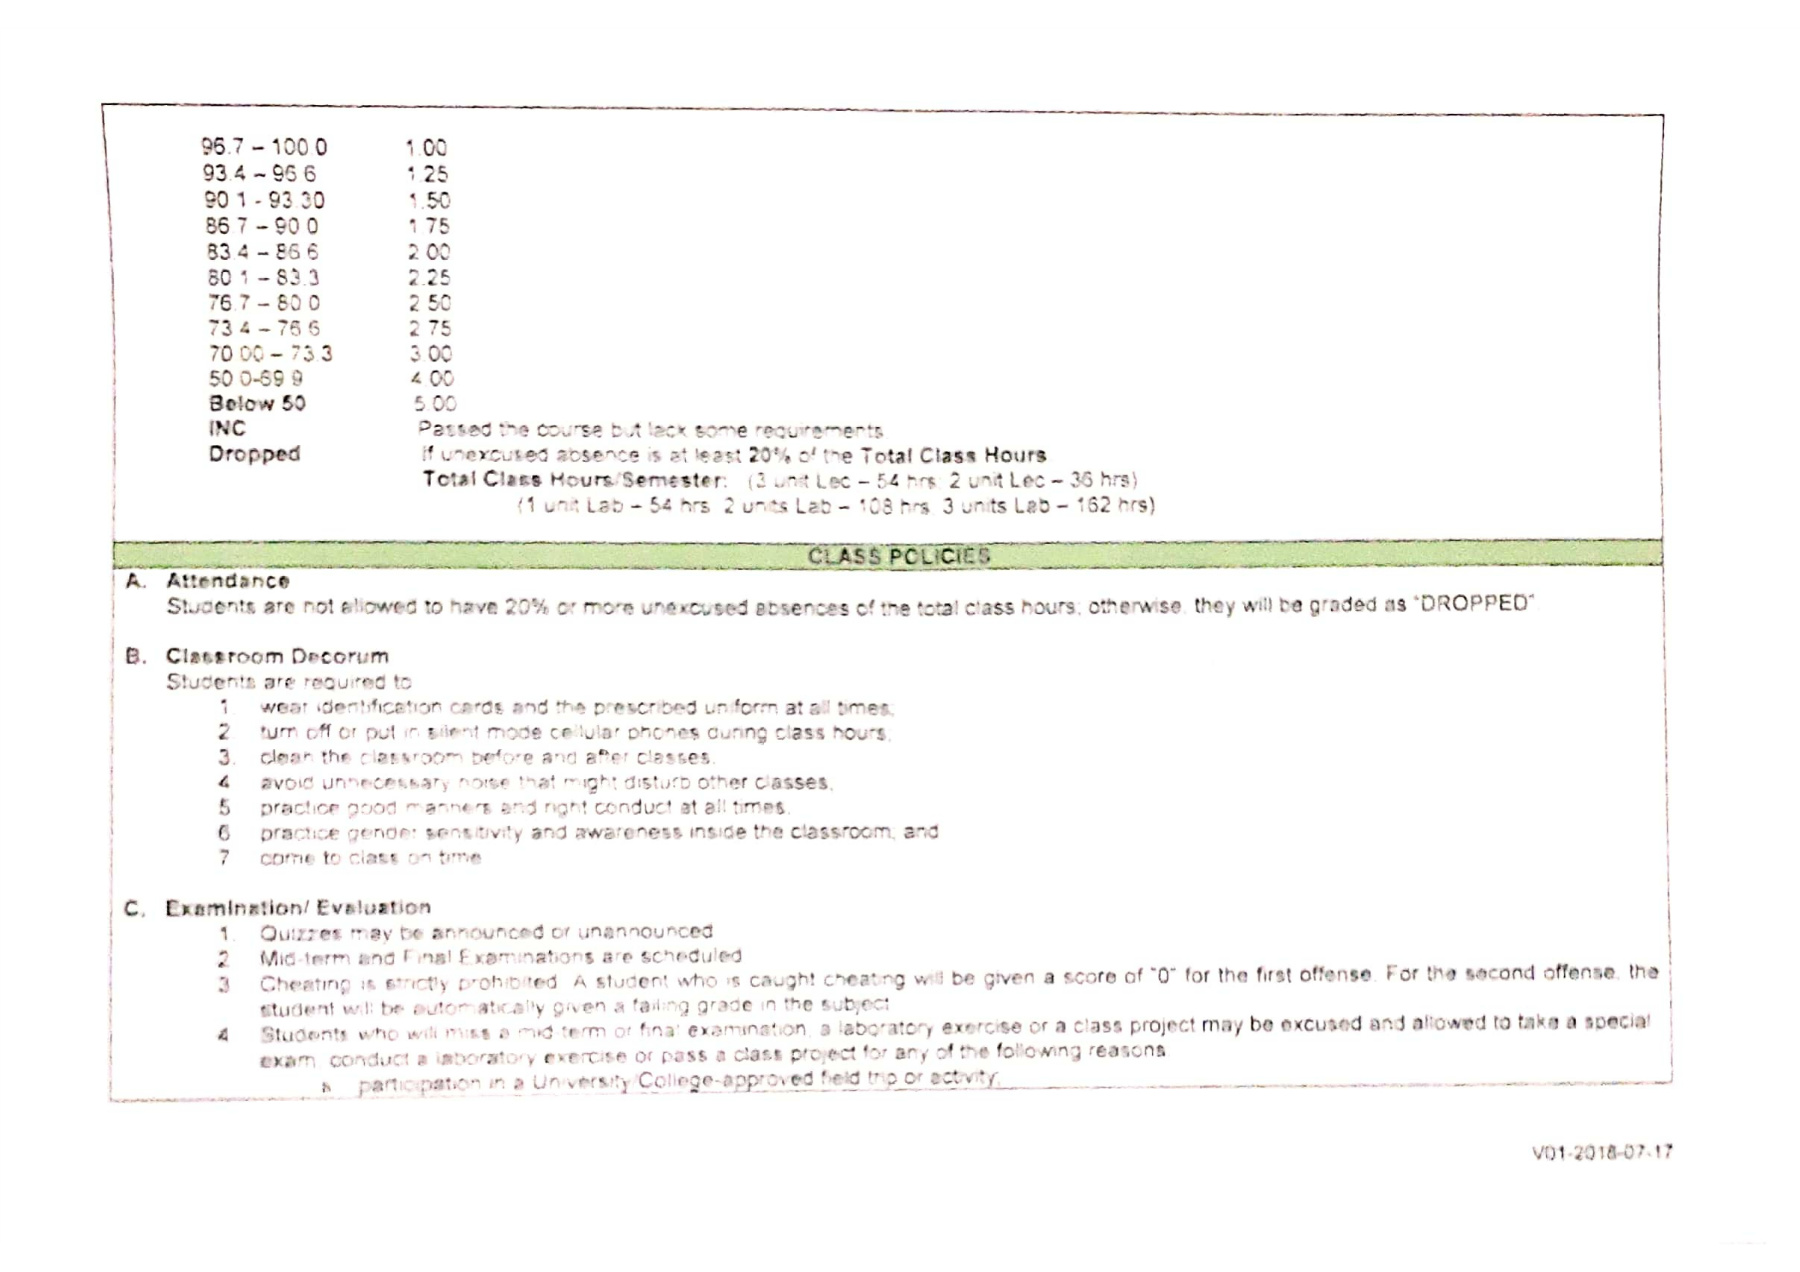 96.7 – 100.0 1.00
93.4 – 96.6 1.25
90.1 - 93.30 1.50
86.7 – 90.0 1.75
83.4 – 86.6 2.00
80.1 – 83.3 2.25
76.7 – 80.0 2.50
73.4 – 76.6 2.75
70.00 – 73.3 3.00
50.0-69.9 4.00
Below 50 5.00
INC Passed the course but lack some requirements
Dropped If unexcused absence is at least 20% of the Total Class Hours
Total Class Hours/Semester: (3 unit Lec – 54 hrs; 2 unit Lec – 36 hrs)
(1 unit Lab – 54 hrs, 2 units Lab – 108 hrs, 3 units Lab – 162 hrs)
CLASS POLICIES
A. Attendance
Students are not allowed to have 20% or more unexcused absences of the total class hours; otherwise, they will be graded as "DROPPED".
B. Classroom Decorum
Students are required to
1. wear identification cards and the prescribed uniform at all times;
2. turn off or put in silent mode cellular phones during class hours;
3. clean the classroom before and after classes;
4. avoid unnecessary noise that might disturb other classes;
5. practice good manners and right conduct at all times;
6. practice gender sensitivity and awareness inside the classroom; and
7. come to class on time
C. Examination/ Evaluation
1. Quizzes may be announced or unannounced
2. Mid-term and Final Examinations are scheduled
3. Cheating is strictly prohibited. A student who is caught cheating will be given a score of "0" for the first offense. For the second offense, the
student will be automatically given a failing grade in the subject
4. Students who will miss a mid-term or final examination, a laboratory exercise or a class project may be excused and allowed to take a special
exam, conduct a laboratory exercise or pass a class project for any of the following reasons
a. participation in a University/College-approved field trip or activity;
V01-2018-07-17